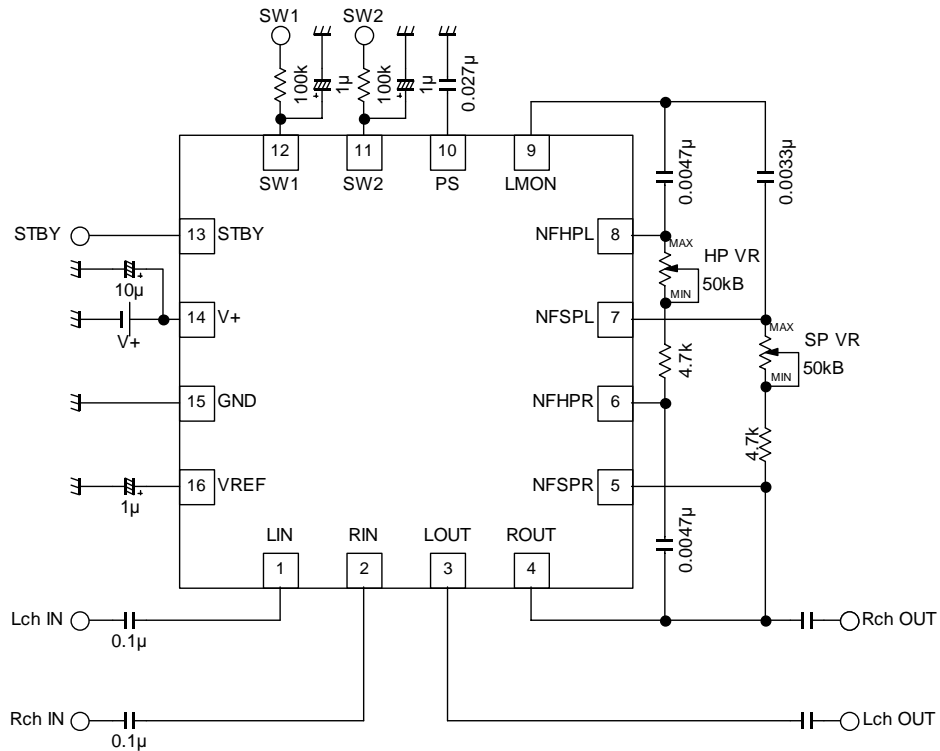 SW1 SW2
100k 1μ 100k 1μ 0.027μ
+ +
12 11 10 9
SW1 SW2 PS LMON
0.0047μ 0.0033μ
STBY 13 STBY
NFHPL 8
MAX
HP VR
50kB
MIN
10μ +
V+
14 V+
NFSPL 7
MAX
SP VR
50kB
MIN
4.7k
15 GND
NFHPR 6
4.7k
1μ +
16 VREF
NFSPR 5
0.0047μ
LIN RIN LOUT ROUT
1 2 3 4
Lch IN 0.1μ
Rch OUT
Rch IN 0.1μ
Lch OUT